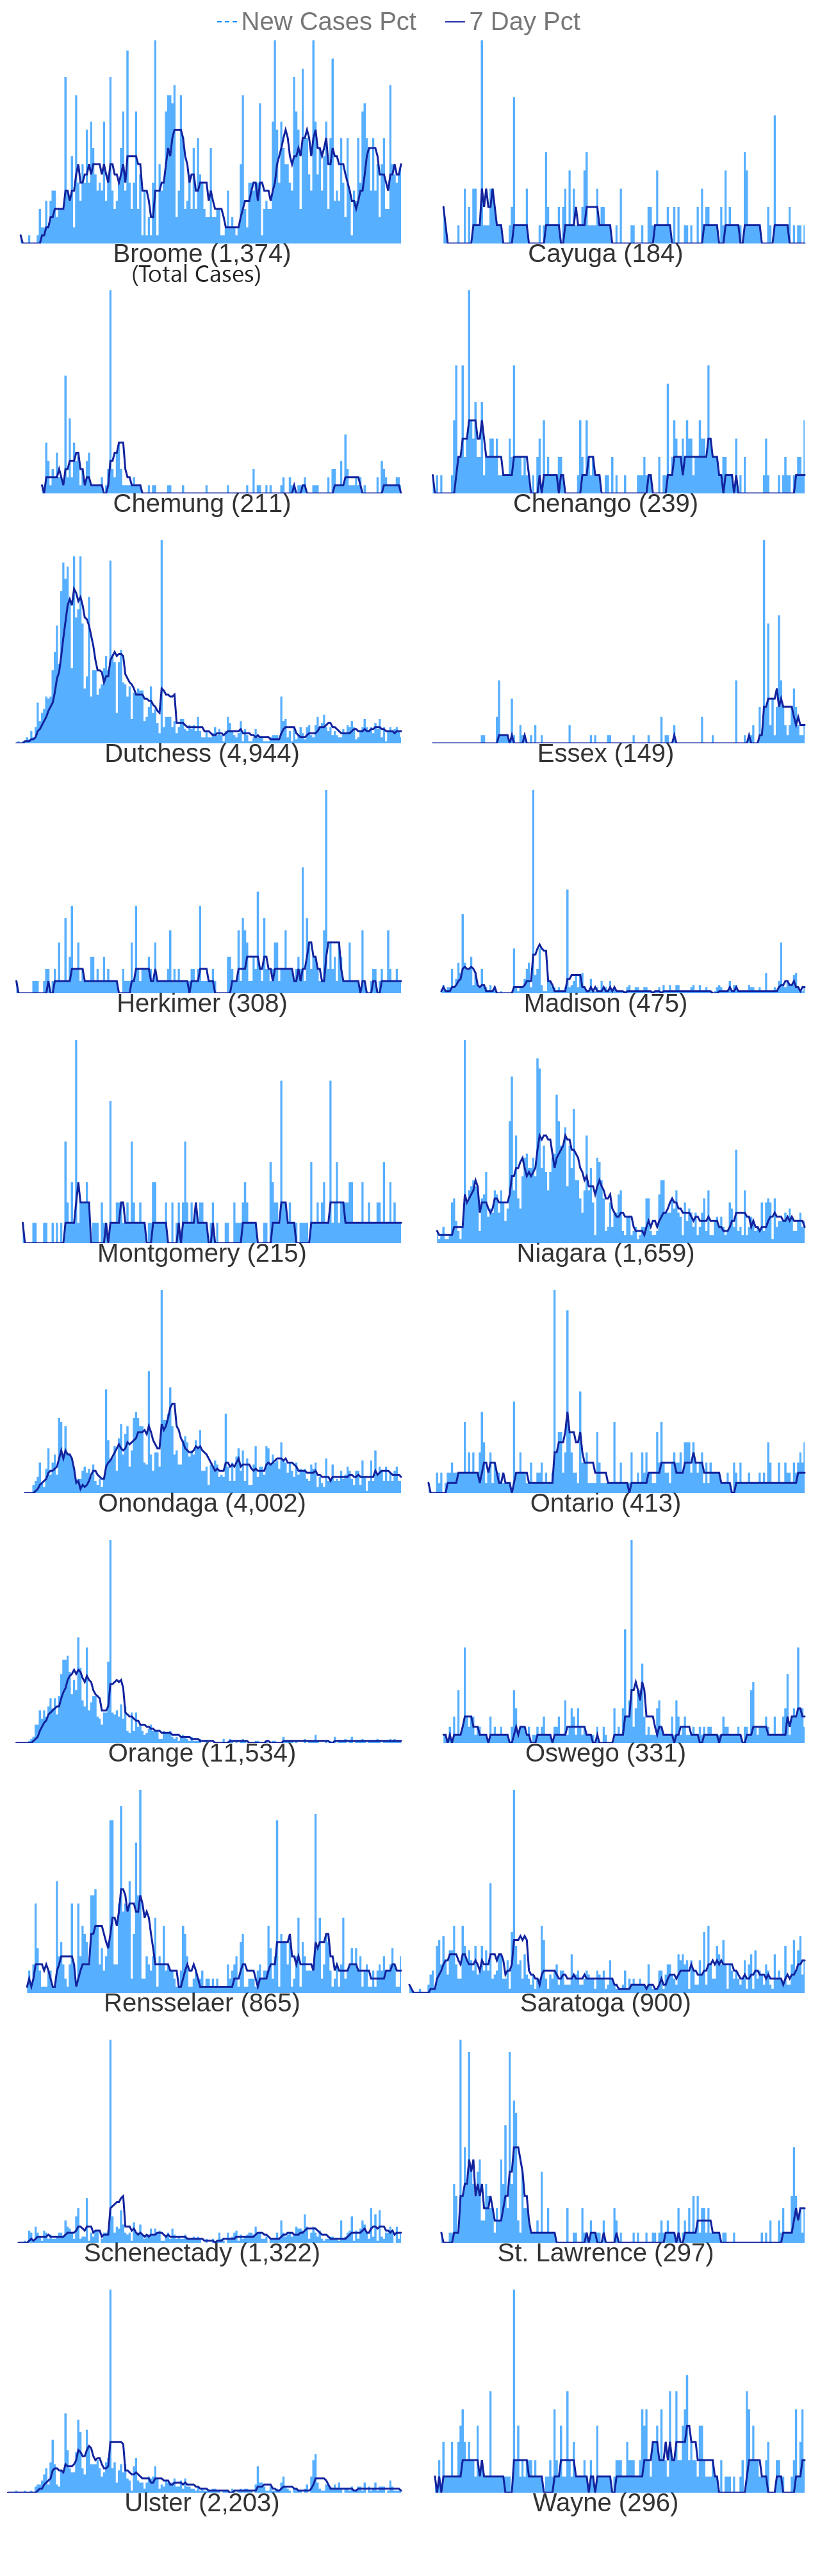 New Cases Pct 7 Day Pct
Broome (1,374) Cayuga (184)
(Total Cases)
Chemung (211) Chenango (239)
Dutchess (4,944) Essex (149)
Herkimer (308) Madison (475)
Montgomery (215) Niagara (1,659)
Onondaga (4,002) Ontario (413)
Orange (11,534) Oswego (331)
Rensselaer (865) Saratoga (900)
Schenectady (1,322) St. Lawrence (297)
Ulster (2,203) Wayne (296)